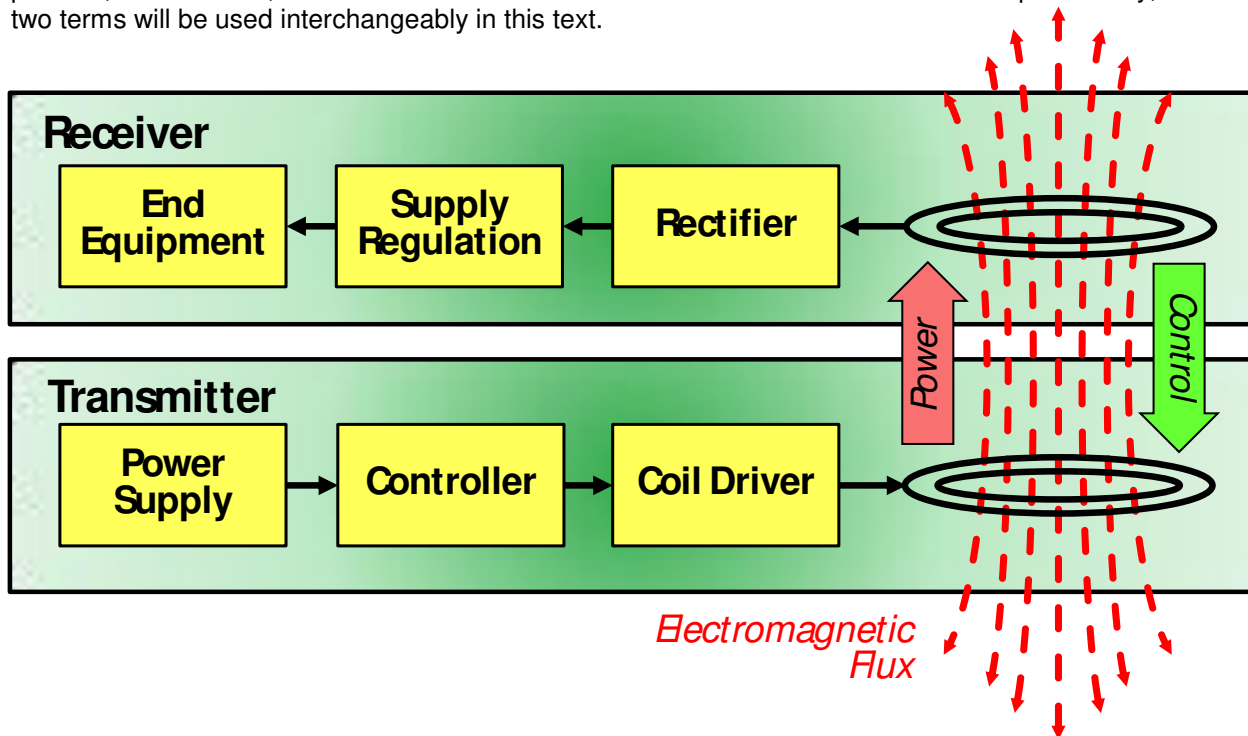 two terms will be used interchangeably in this text.
Receiver
End
Equipment
Supply
Regulation
Rectifier
Power
Control
Transmitter
Power
Supply
Controller
Coil Driver
Electromagnetic
Flux